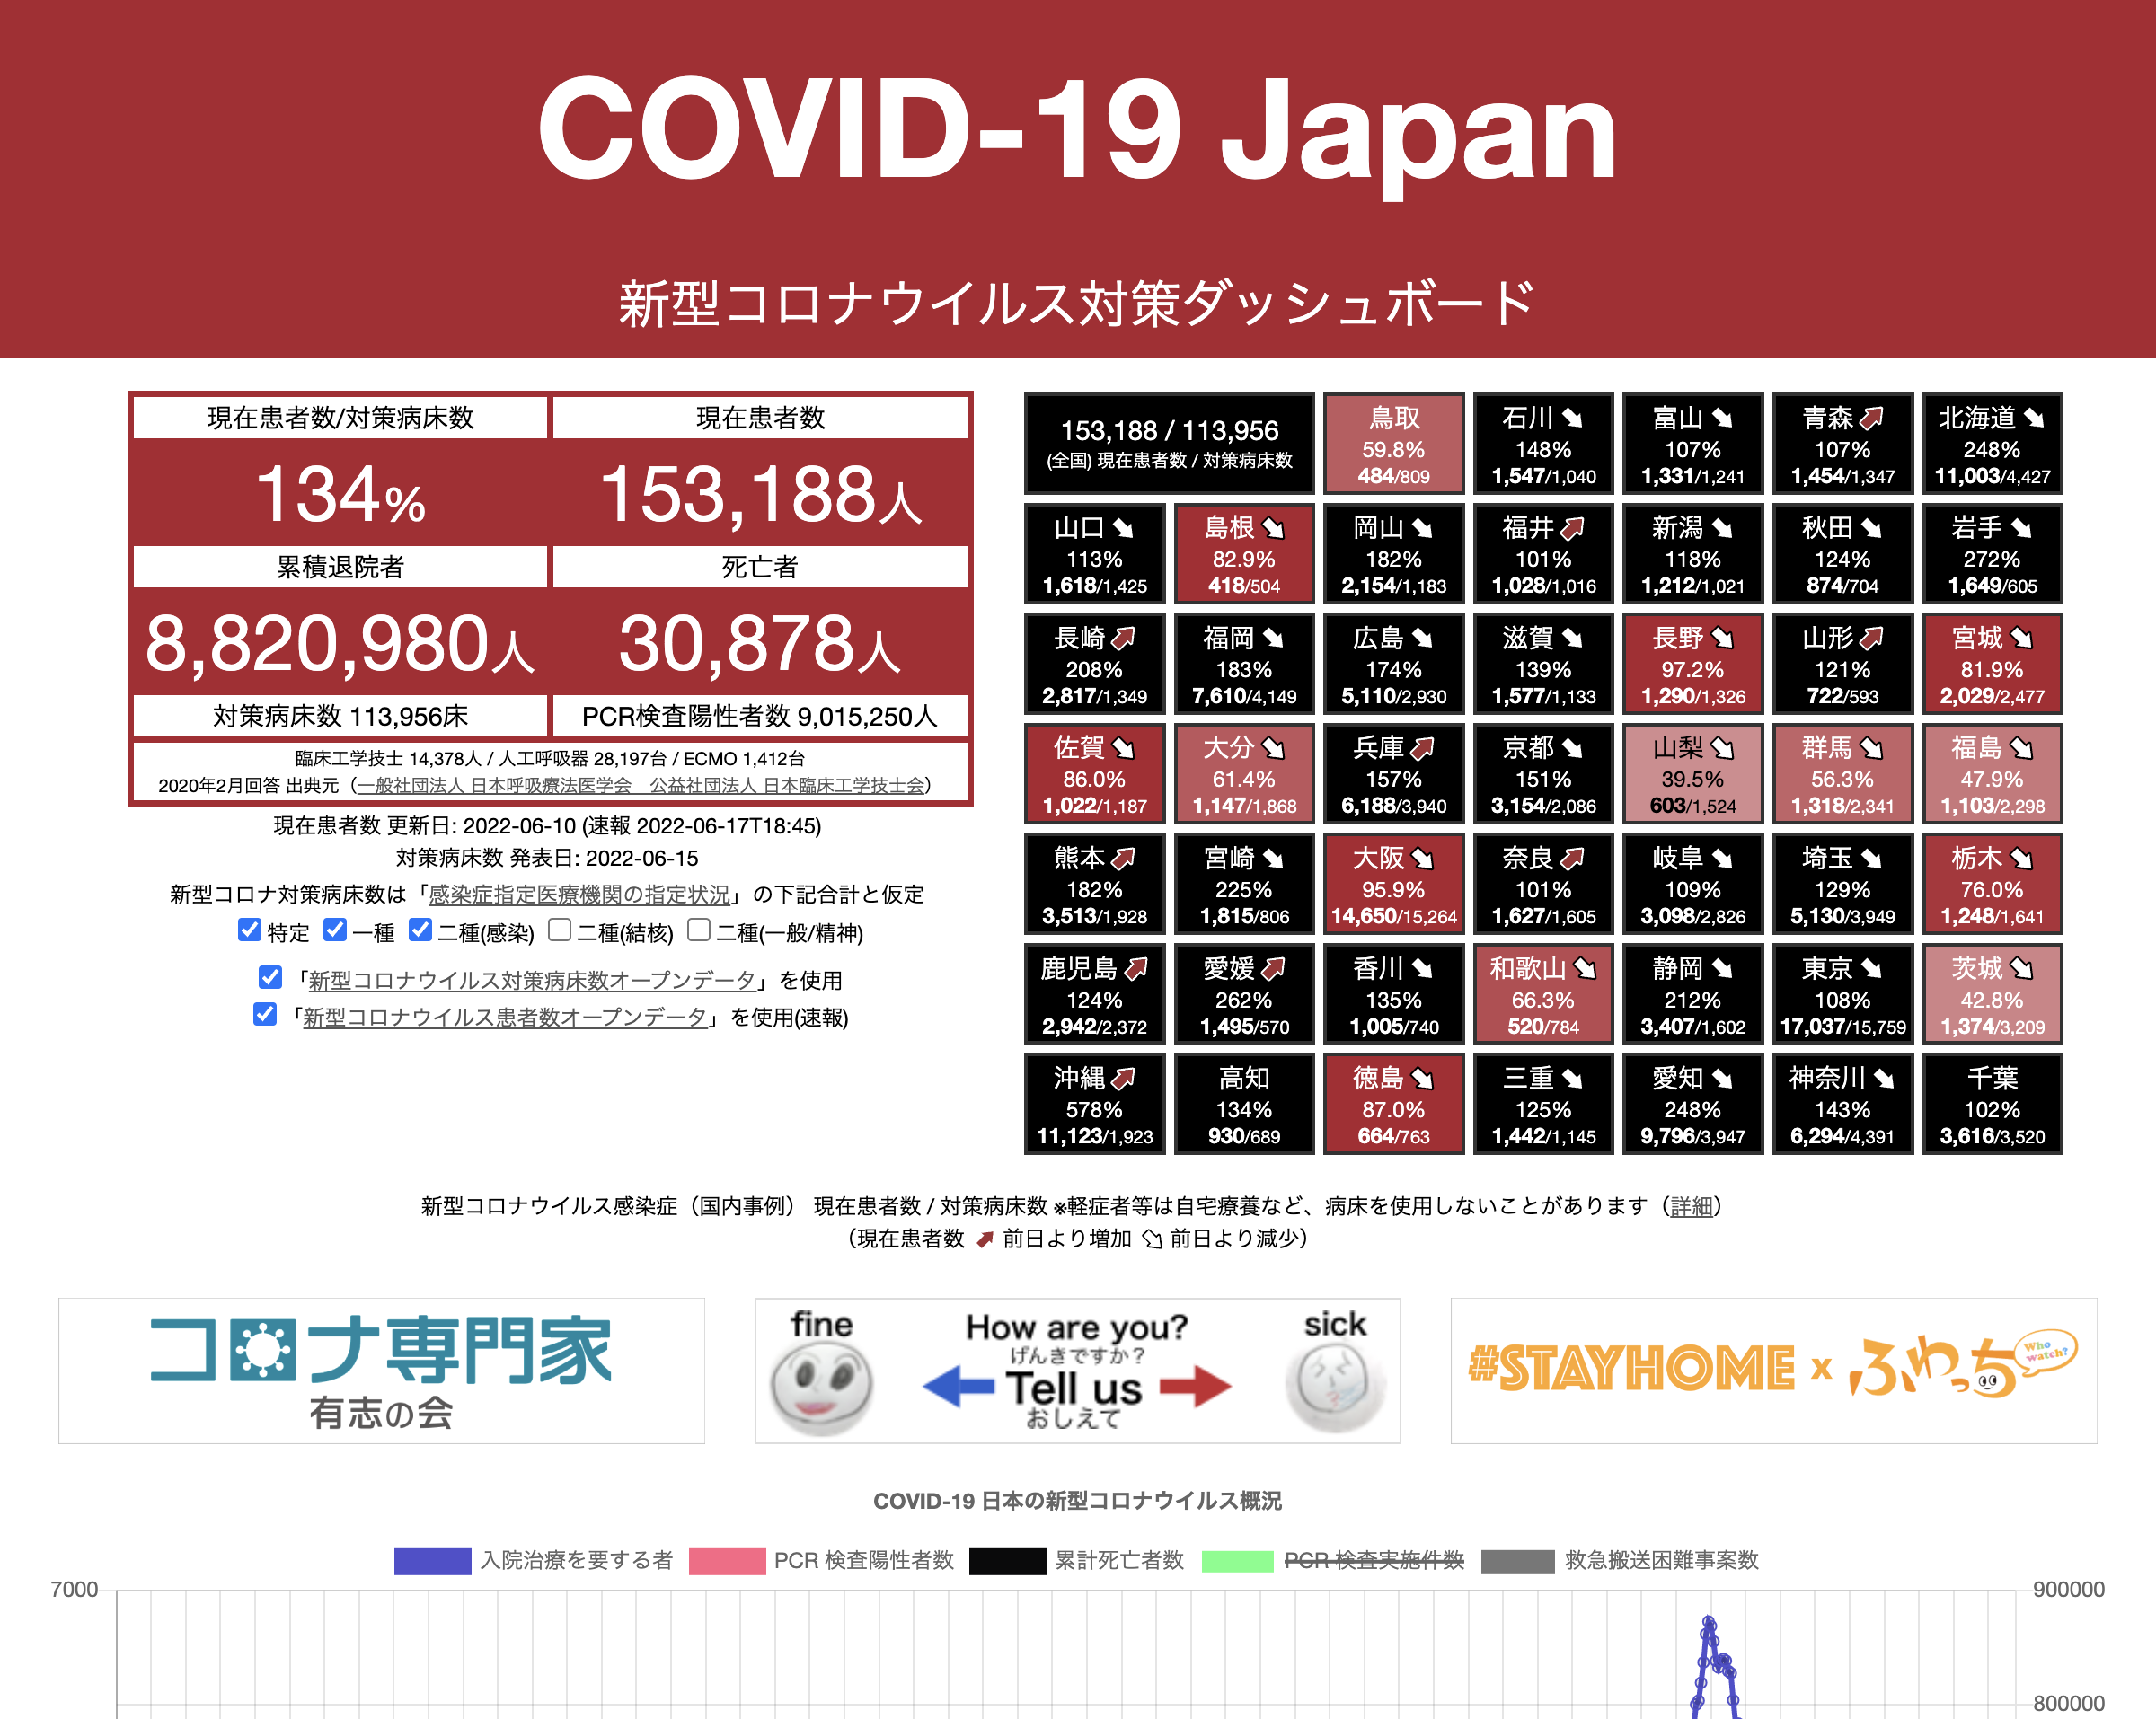 COVID-19 Japan
新型コロナウイルス対策ダッシュボード
現在患者数/対策病床数
現在患者数
134%
153,188人
累積退院者
死亡者
8,820,980人
30,878人
対策病床数 113,956床
PCR検査陽性者数 9,015,250人
臨床工学技士 14,378人 / 人工呼吸器 28,197台 / ECMO 1,412台
2020年2月回答 出典元（一般社団法人 日本呼吸療法医学会　公益社団法人 日本臨床工学技士会）
現在患者数 更新日: 2022-06-10 (速報 2022-06-17T18:45)
対策病床数 発表日: 2022-06-15
新型コロナ対策病床数は「感染症指定医療機関の指定状況」の下記合計と仮定
特定 一種 二種(感染) 二種(結核) 二種(一般/精神)
「新型コロナウイルス対策病床数オープンデータ」を使用
「新型コロナウイルス患者数オープンデータ」を使用(速報)
153,188 / 113,956
(全国) 現在患者数 / 対策病床数
鳥取
59.8%
484/809
石川
148%
1,547/1,040
富山
107%
1,331/1,241
青森
107%
1,454/1,347
北海道
248%
11,003/4,427
山口
113%
1,618/1,425
島根
82.9%
418/504
岡山
182%
2,154/1,183
福井
101%
1,028/1,016
新潟
118%
1,212/1,021
秋田
124%
874/704
岩手
272%
1,649/605
長崎
208%
2,817/1,349
福岡
183%
7,610/4,149
広島
174%
5,110/2,930
滋賀
139%
1,577/1,133
長野
97.2%
1,290/1,326
山形
121%
722/593
宮城
81.9%
2,029/2,477
佐賀
86.0%
1,022/1,187
大分
61.4%
1,147/1,868
兵庫
157%
6,188/3,940
京都
151%
3,154/2,086
山梨
39.5%
603/1,524
群馬
56.3%
1,318/2,341
福島
47.9%
1,103/2,298
熊本
182%
3,513/1,928
宮崎
225%
1,815/806
大阪
95.9%
14,650/15,264
奈良
101%
1,627/1,605
岐阜
109%
3,098/2,826
埼玉
129%
5,130/3,949
栃木
76.0%
1,248/1,641
鹿児島
124%
2,942/2,372
愛媛
262%
1,495/570
香川
135%
1,005/740
和歌山
66.3%
520/784
静岡
212%
3,407/1,602
東京
108%
17,037/15,759
茨城
42.8%
1,374/3,209
沖縄
578%
11,123/1,923
高知
134%
930/689
徳島
87.0%
664/763
三重
125%
1,442/1,145
愛知
248%
9,796/3,947
神奈川
143%
6,294/4,391
千葉
102%
3,616/3,520
新型コロナウイルス感染症（国内事例） 現在患者数 / 対策病床数 ※軽症者等は自宅療養など、病床を使用しないことがあります（詳細）
（現在患者数 前日より増加 前日より減少）
コロナ専門家
有志の会
fine
How are you?
げんきですか？
Tell us
おしえて
sick
#STAYHOME x ふわっち
Who watch?
COVID-19 日本の新型コロナウイルス概況
入院治療を要する者 PCR 検査陽性者数 累計死亡者数 PCR 検査実施件数 救急搬送困難事案数
7000
900000
800000